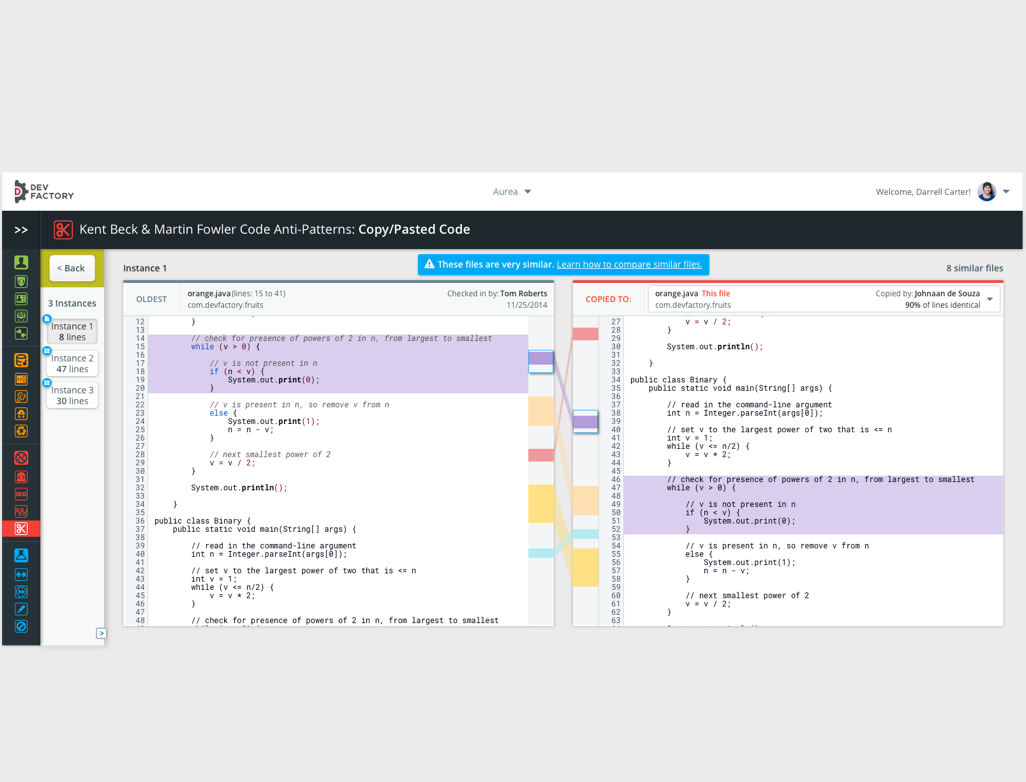 DEV
FACTORY
Aurea
Welcome, Darrell Carter!
>>
Kent Beck & Martin Fowler Code Anti-Patterns: Copy/Pasted Code
< Back
3 Instances
Instance 1
8 lines
Instance 2
47 lines
Instance 3
30 lines
>
Instance 1
These files are very similar. Learn how to compare similar files.
8 similar files
OLDEST
orange.java(lines: 15 to 41)
com.devfactory.fruits
Checked in by: Tom Roberts
11/25/2014
12 }
13
14 // check for presence of powers of 2 in n, from largest to smallest
15 while (v > 0) {
16
17 // v is not present in n
18 if (n < v) {
19 System.out.print(0);
20 }
21
22 // v is present in n, so remove v from n
23 else {
24 System.out.print(1);
25 n = n - v;
26 }
27
28 // next smallest power of 2
29 v = v / 2;
30 }
31
32 System.out.println();
33
34 }
35
36 public class Binary {
37 public static void main(String[] args) {
38
39 // read in the command-line argument
40 int n = Integer.parseInt(args[0]);
41
42 // set v to the largest power of two that is <= n
43 int v = 1;
44 while (v <= n/2) {
45 v = v * 2;
46 }
47
48 // check for presence of powers of 2 in n, from largest to smallest
COPIED TO:
orange.java This file
com.devfactory.fruits
Copied by: Johnaan de Souza
90% of lines identical
27 v = v / 2;
28 }
29
30 System.out.println();
31
32 }
33
34 public class Binary {
35 public static void main(String[] args) {
36
37 // read in the command-line argument
38 int n = Integer.parseInt(args[0]);
39
40 // set v to the largest power of two that is <= n
41 int v = 1;
42 while (v <= n/2) {
43 v = v * 2;
44
45 }
46 // check for presence of powers of 2 in n, from largest to smallest
47 while (v > 0) {
48
49 // v is not present in n
50 if (n < v) {
51 System.out.print(0);
52 }
53
54 // v is present in n, so remove v from n
55 else {
56 System.out.print(1);
57 n = n - v;
58 }
59
60 // next smallest power of 2
61 v = v / 2;
62 }
63